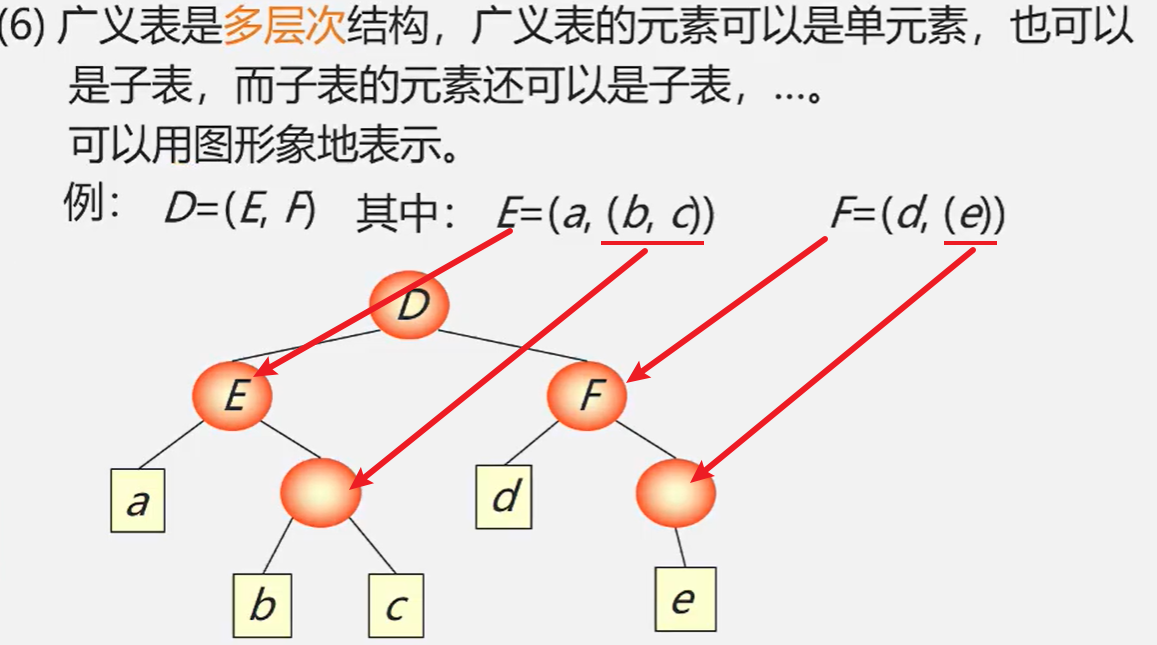 (6) 广义表是多层次结构，广义表的元素可以是单元素，也可以
是子表，而子表的元素还可以是子表，…。
可以用图形象地表示。
例： D=(E, F) 其中： E=(a, (b, c)) F=(d, (e))
D
E F
a d
b c e